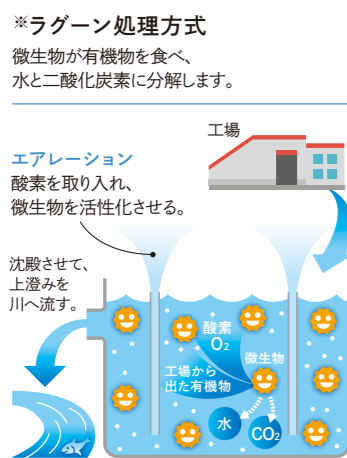 ※ラグーン処理方式
微生物が有機物を食べ、
水と二酸化炭素に分解します。
工場
エアレーション
酸素を取り入れ、
微生物を活性化させる。
沈殿させて、
上澄みを
川へ流す。
酸素
O₂
微生物
工場から
出た有機物
水
CO₂